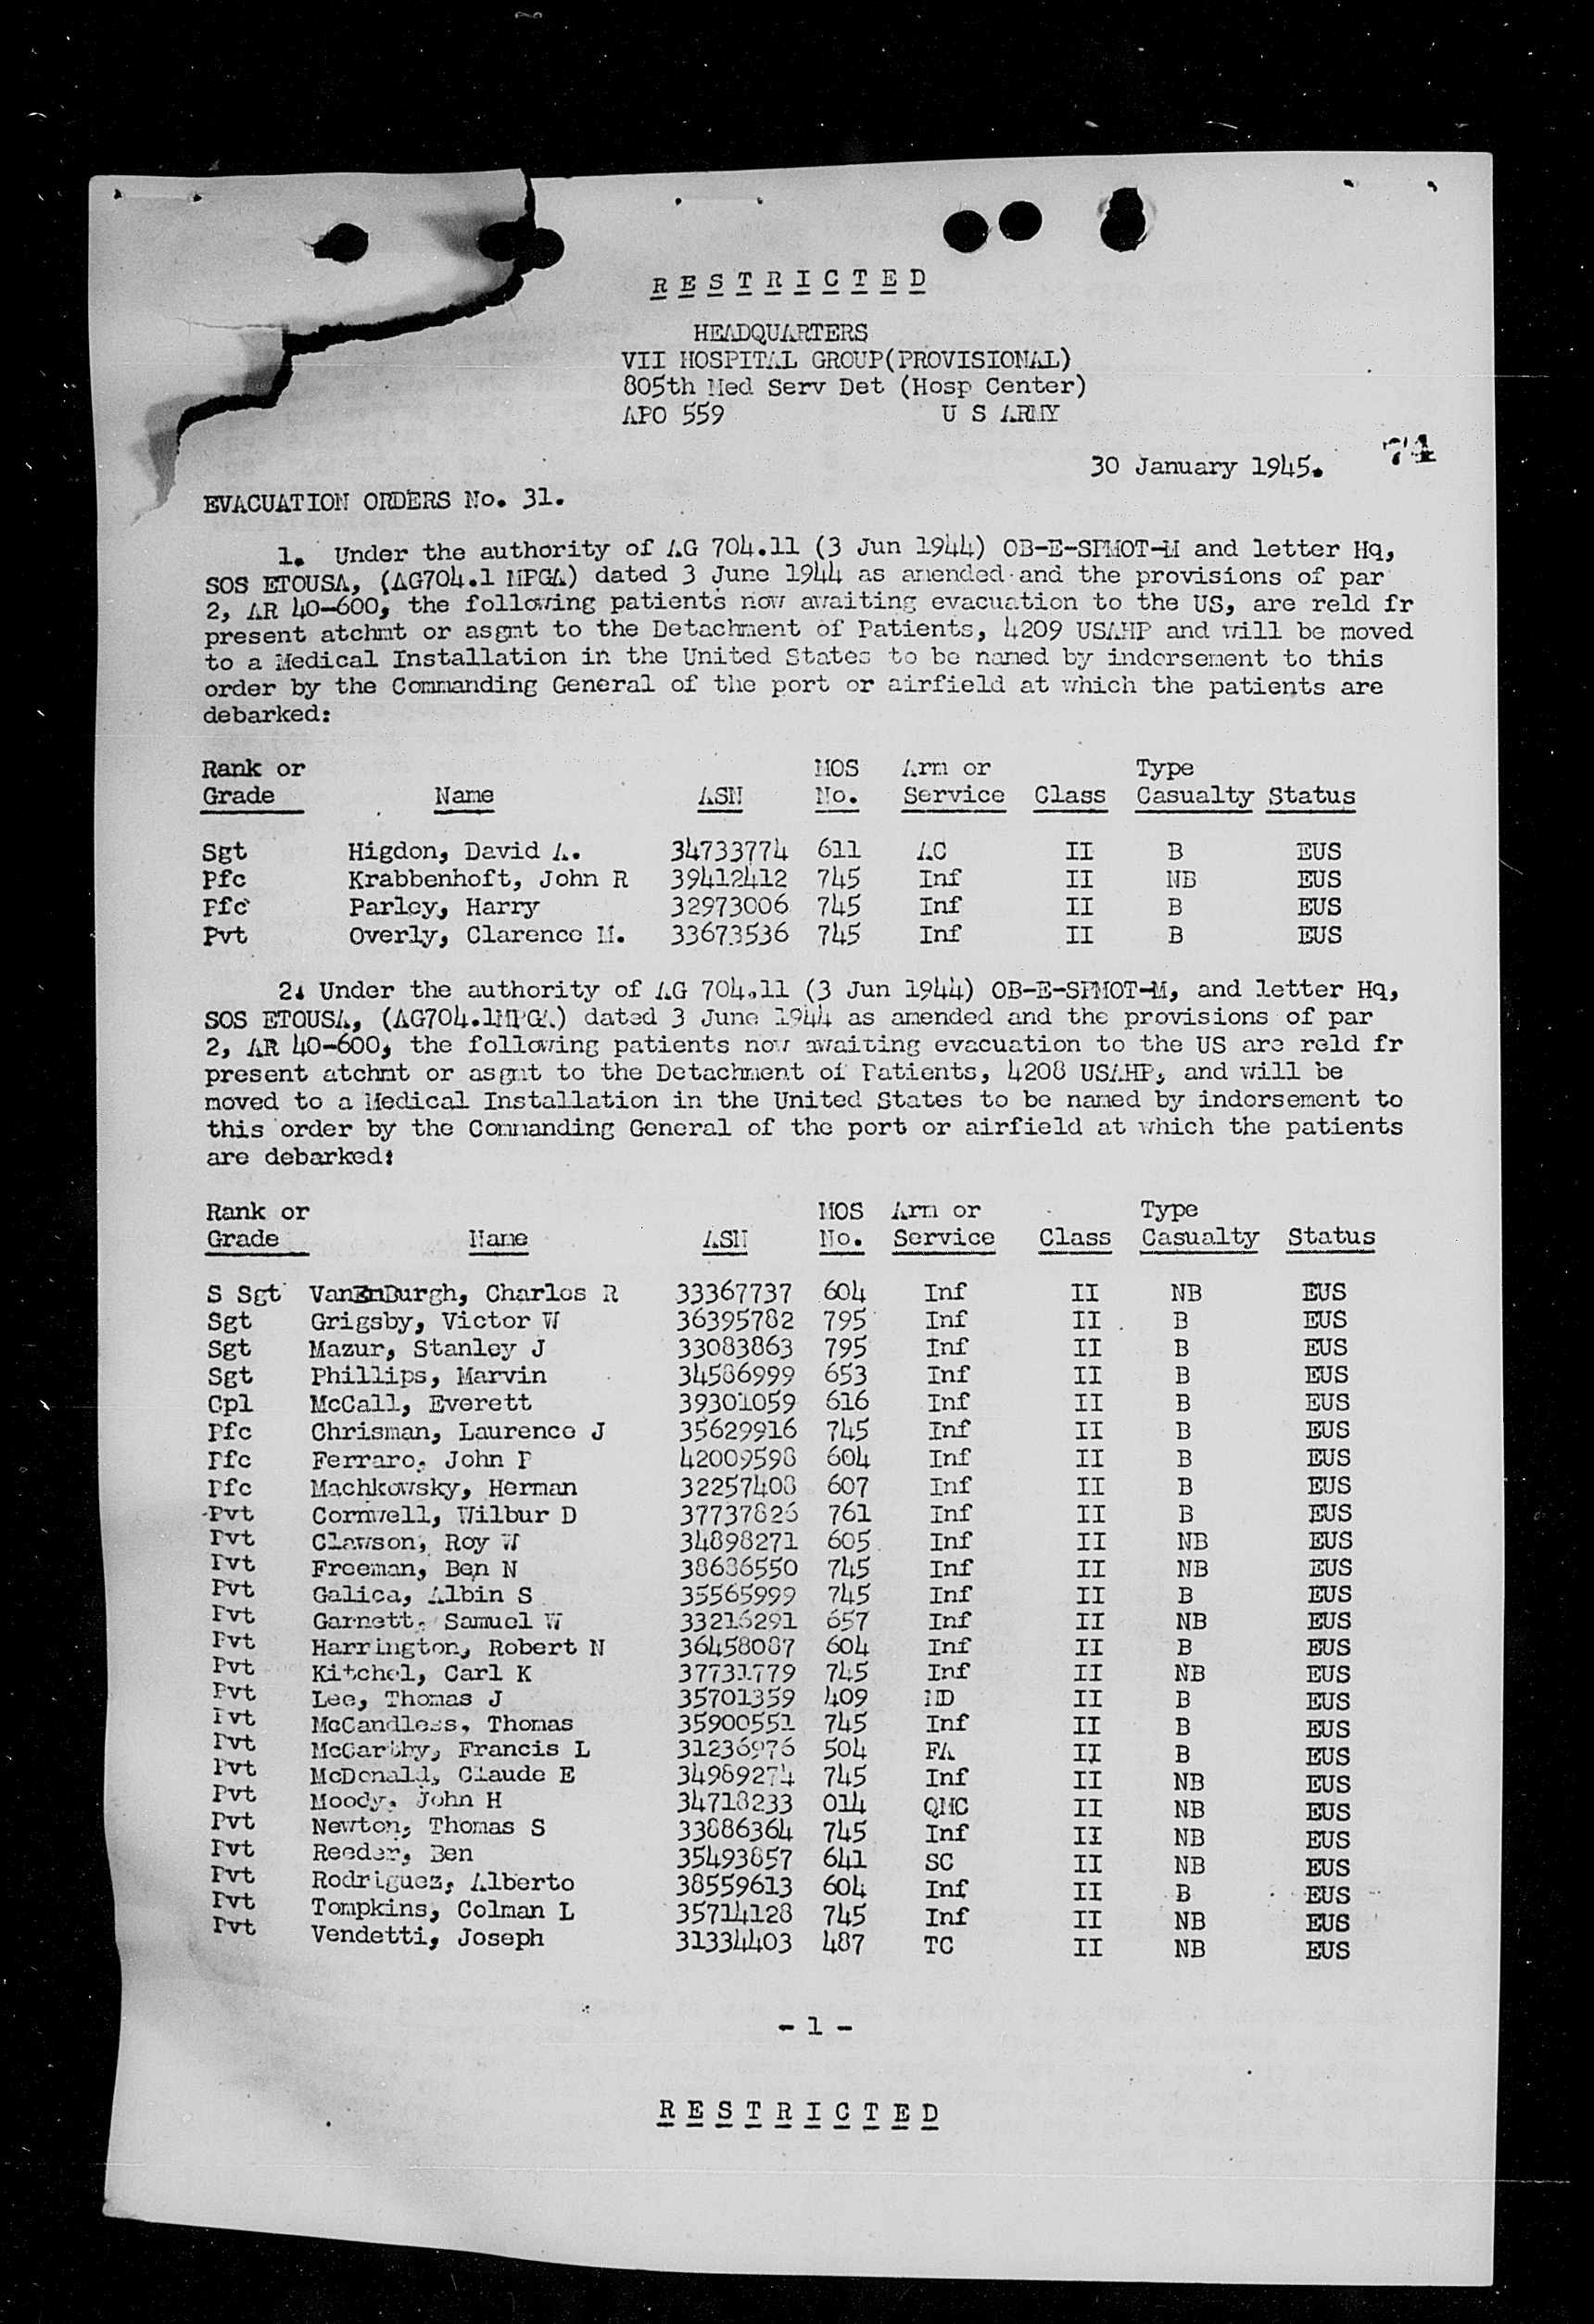 RESTRICTED
HEADQUARTERS
VII HOSPITAL GROUP(PROVISIONAL)
805th Med Serv Det (Hosp Center)
APO 559 U S ARMY
30 January 1945.
71
EVACUATION ORDERS No. 31.
1. Under the authority of AG 704.11 (3 Jun 1944) OB-E-SPMOT-M and letter Hq,
SOS ETOUSA, (AG704.1 MPGA) dated 3 June 1944 as amended and the provisions of par
2, AR 40-600, the following patients now awaiting evacuation to the US, are reld fr
present atchmt or asgmt to the Detachment of Patients, 4209 USAHP and will be moved
to a Medical Installation in the United States to be named by indorsement to this
order by the Commanding General of the port or airfield at which the patients are
debarked:
Rank or MOS Arm or Type
Grade Name ASN No. Service Class Casualty Status
Sgt Higdon, David A. 34733774 611 AC II B EUS
Pfc Krabbenhoft, John R 39412412 745 Inf II NB EUS
Pfc Parley, Harry 32973006 745 Inf II B EUS
Pvt Overly, Clarence M. 33673536 745 Inf II B EUS
2. Under the authority of AG 704.11 (3 Jun 1944) OB-E-SPMOT-M, and letter Hq,
SOS ETOUSA, (AG704.1MPGA) dated 3 June 1944 as amended and the provisions of par
2, AR 40-600, the following patients now awaiting evacuation to the US are reld fr
present atchmt or asgmt to the Detachment of Patients, 4208 USAHP, and will be
moved to a Medical Installation in the United States to be named by indorsement to
this order by the Commanding General of the port or airfield at which the patients
are debarked:
Rank or MOS Arm or Type
Grade Name ASN No. Service Class Casualty Status
S Sgt VanEnBurgh, Charles R 33367737 604 Inf II NB EUS
Sgt Grigsby, Victor W 36395782 795 Inf II B EUS
Sgt Mazur, Stanley J 33083863 795 Inf II B EUS
Sgt Phillips, Marvin 34586999 653 Inf II B EUS
Cpl McCall, Everett 39301059 616 Inf II B EUS
Pfc Chrisman, Laurence J 35629916 745 Inf II B EUS
Pfc Ferraro, John P 42009598 604 Inf II B EUS
Pfc Machkowsky, Herman 32257408 607 Inf II B EUS
Pvt Cornwell, Wilbur D 37737826 761 Inf II B EUS
Pvt Clawson, Roy W 34898271 605 Inf II NB EUS
Pvt Freeman, Ben N 38686550 745 Inf II NB EUS
Pvt Galica, Albin S 35565999 745 Inf II B EUS
Pvt Garnett, Samuel W 33216291 657 Inf II NB EUS
Pvt Harrington, Robert N 36458087 604 Inf II B EUS
Pvt Kitchel, Carl K 37731779 745 Inf II NB EUS
Pvt Lee, Thomas J 35701359 409 MD II B EUS
Pvt McCandless, Thomas 35900551 745 Inf II B EUS
Pvt McCarthy, Francis L 31236976 504 FA II B EUS
Pvt McDonald, Claude E 34989274 745 Inf II NB EUS
Pvt Moody, John H 34718233 014 QMC II NB EUS
Pvt Newton, Thomas S 33886364 745 Inf II NB EUS
Pvt Reeder, Ben 35493857 641 SC II NB EUS
Pvt Rodriguez, Alberto 38559613 604 Inf II B EUS
Pvt Tompkins, Colman L 35714128 745 Inf II NB EUS
Pvt Vendetti, Joseph 31334403 487 TC II NB EUS
- 1 -
RESTRICTED